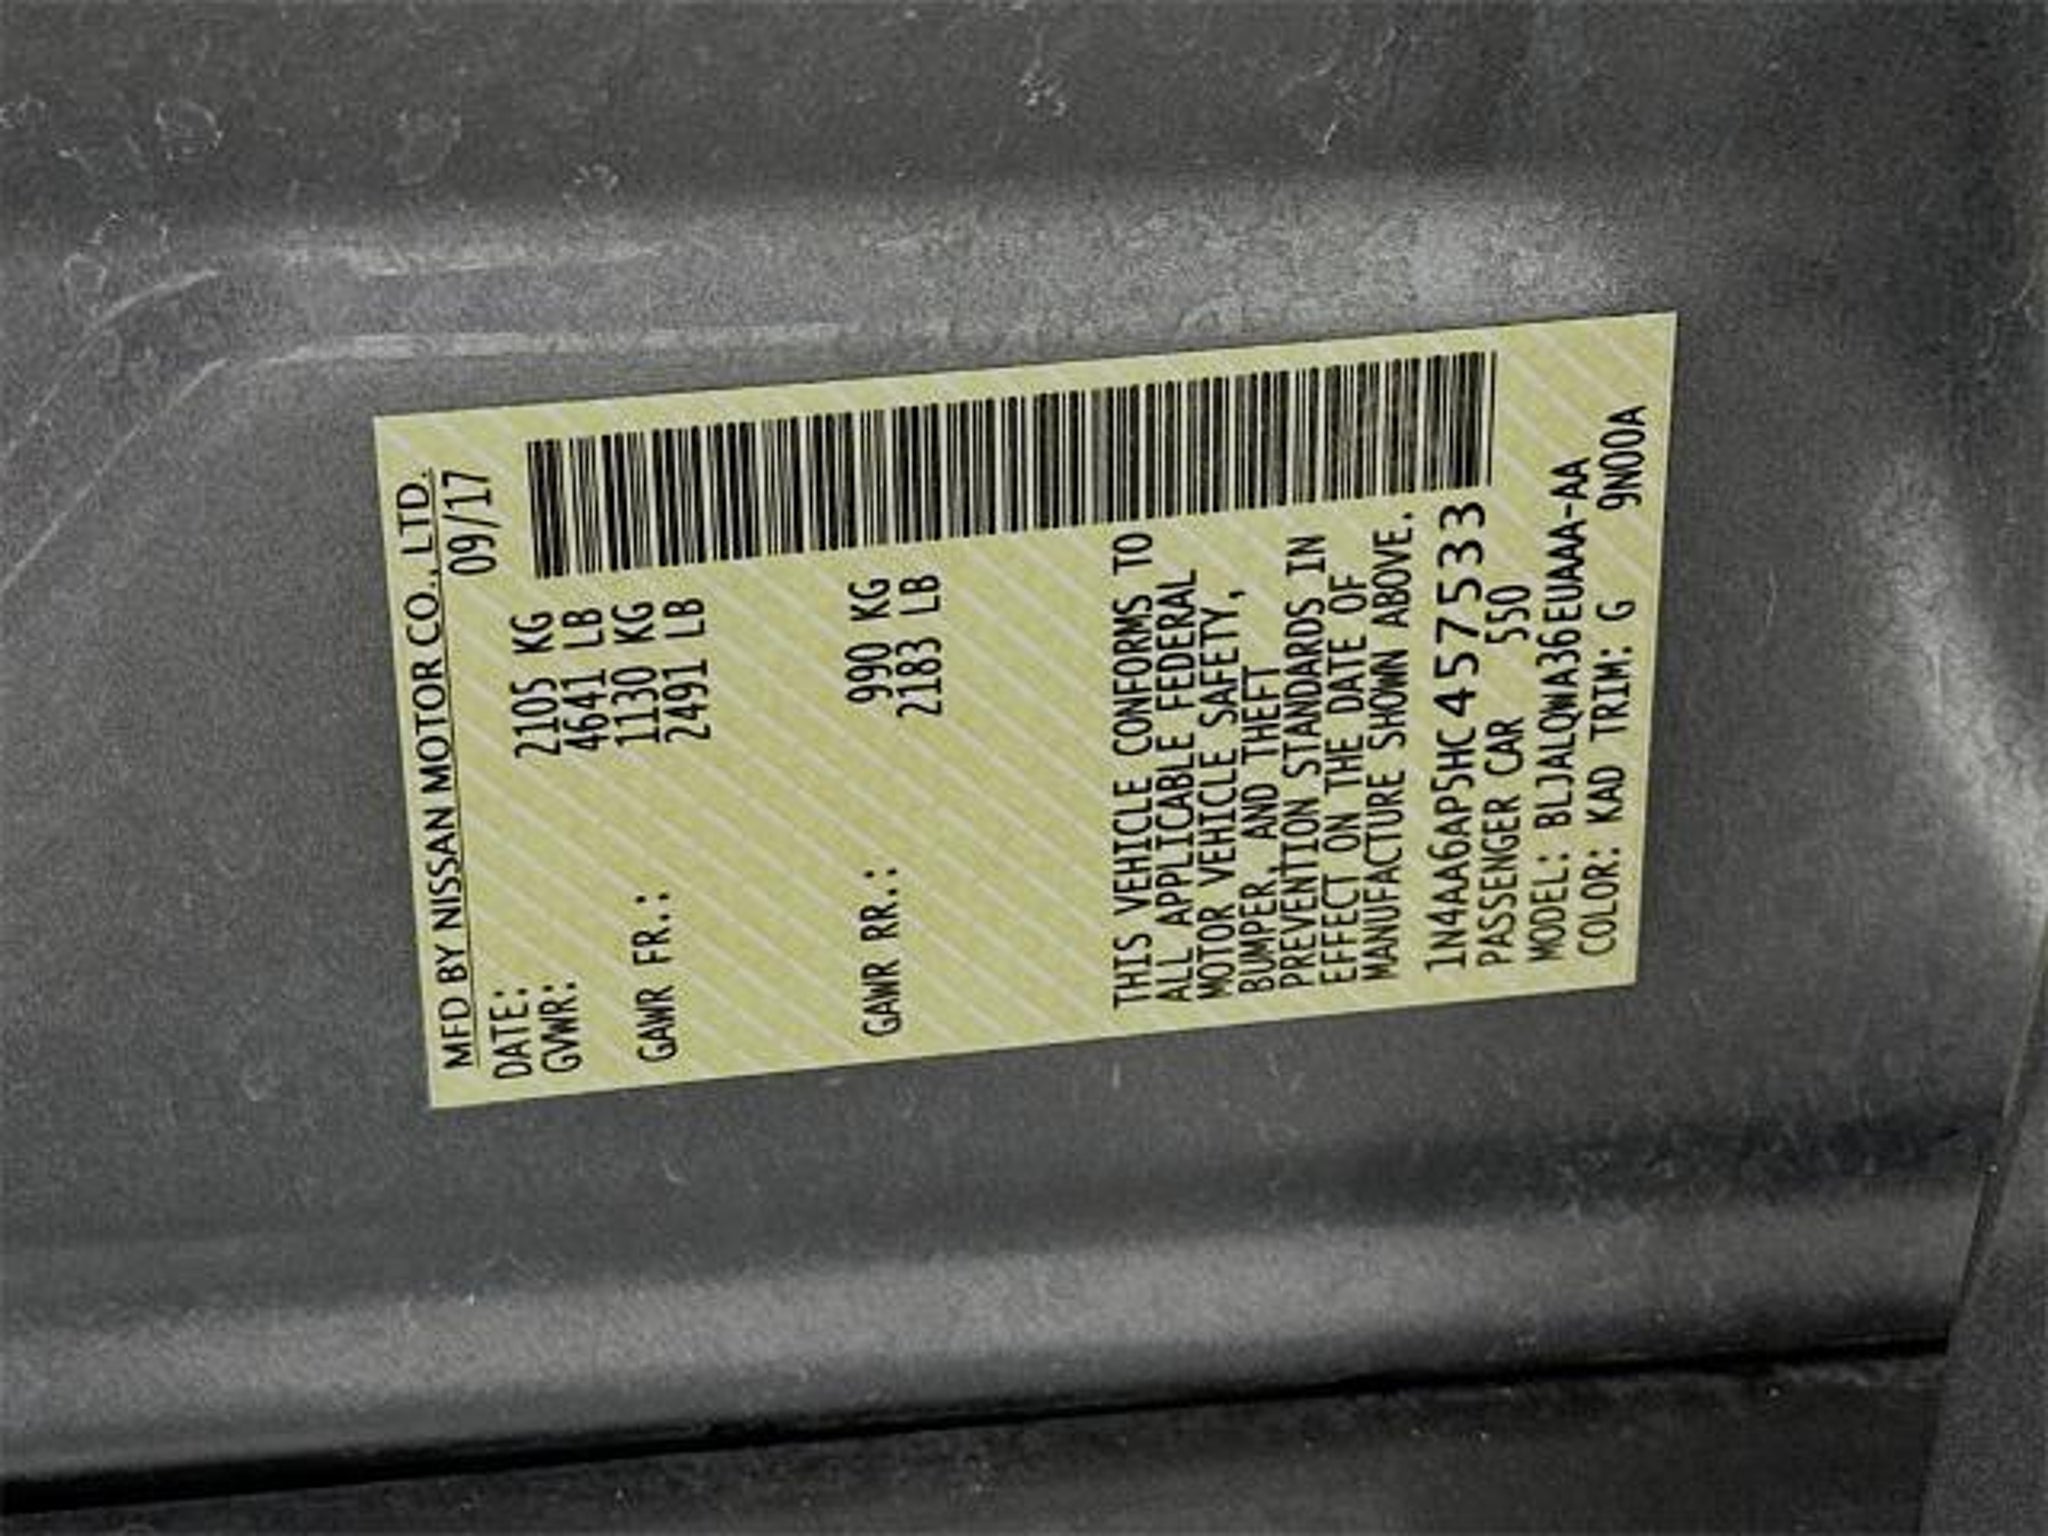 MFD BY NISSAN MOTOR CO., LTD.
DATE: 09/17
GVWR: 2105 KG
4641 LB
GAWR FR.: 1130 KG
2491 LB
GAWR RR.: 990 KG
2183 LB
THIS VEHICLE CONFORMS TO
ALL APPLICABLE FEDERAL
MOTOR VEHICLE SAFETY,
BUMPER, AND THEFT
PREVENTION STANDARDS IN
EFFECT ON THE DATE OF
MANUFACTURE SHOWN ABOVE.
1N4AA6AP5HC457533
PASSENGER CAR 550
MODEL: BLJALQWA36EUAAA-AA
COLOR: KAD TRIM: G 9N00A